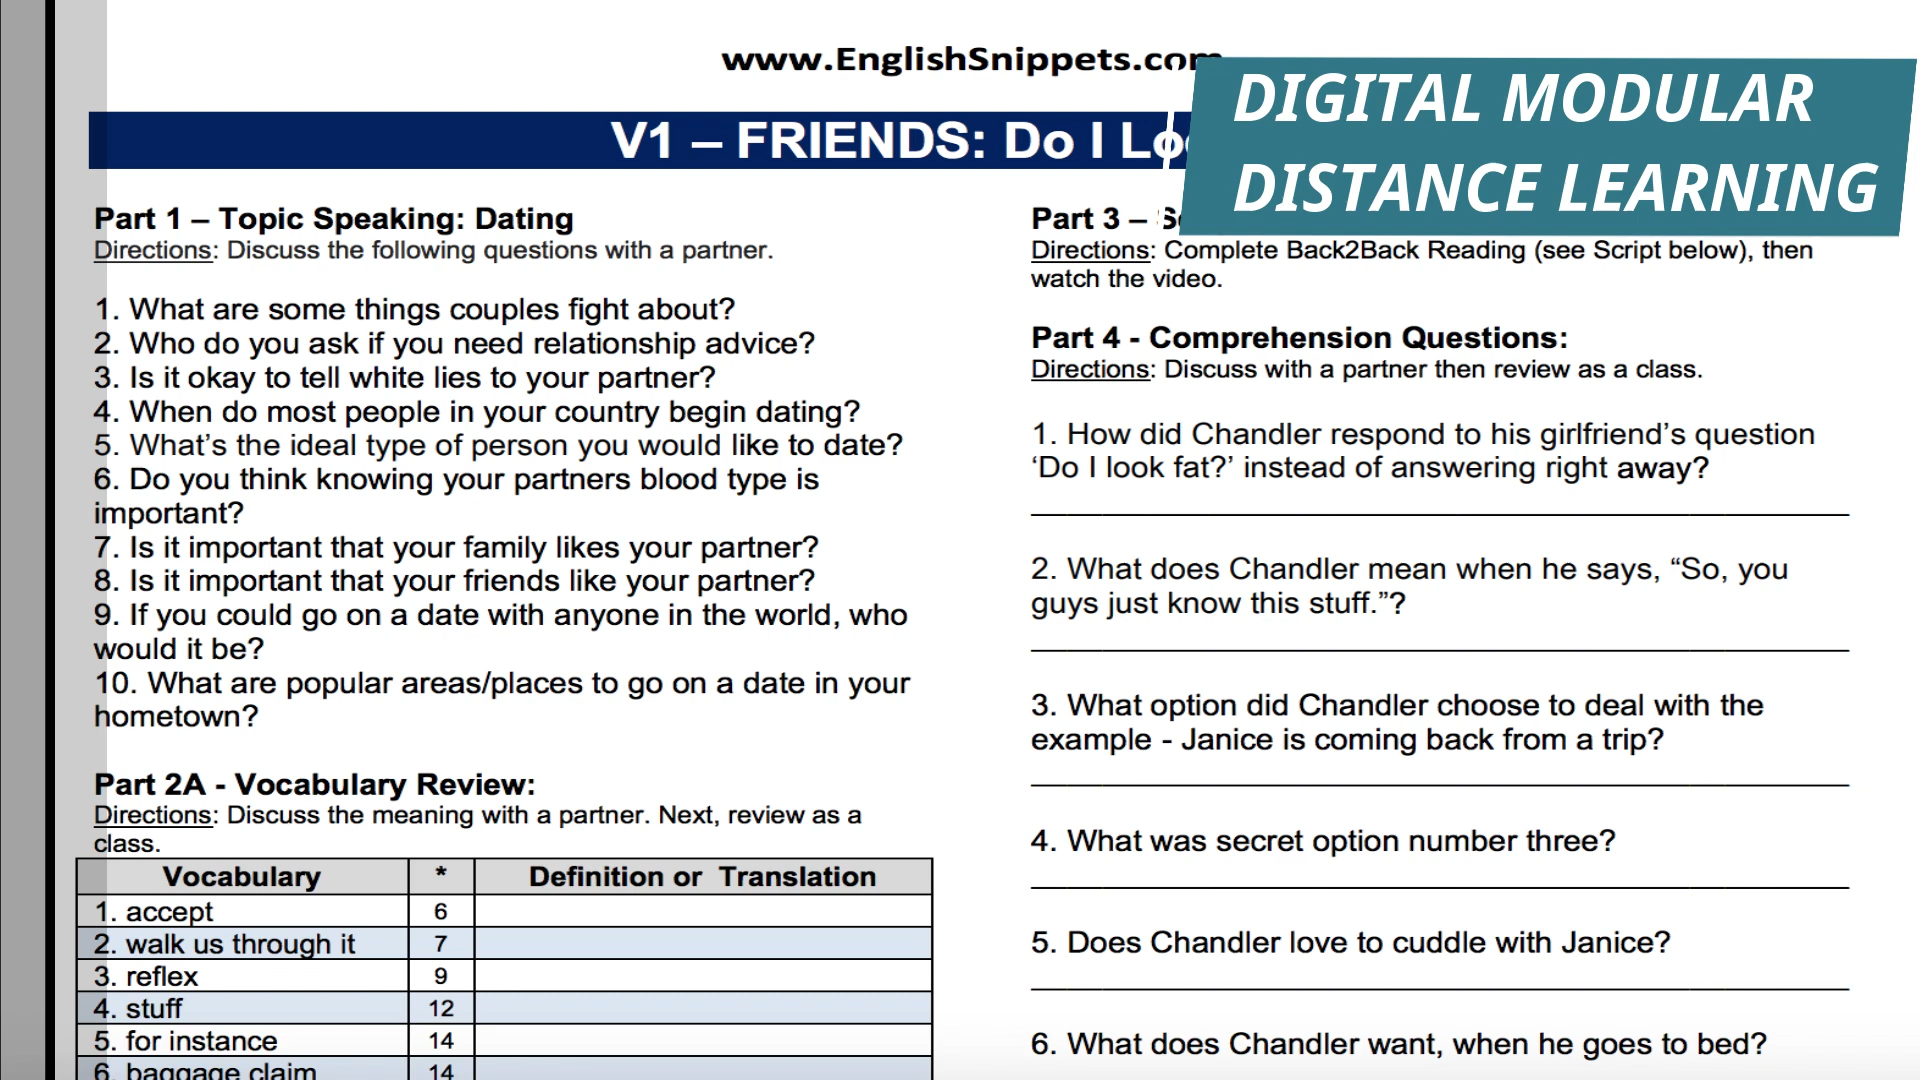 www.EnglishSnippets.com
DIGITAL MODULAR
DISTANCE LEARNING
V1 – FRIENDS: Do I
Part 1 – Topic Speaking: Dating
Directions: Discuss the following questions with a partner.
1. What are some things couples fight about?
2. Who do you ask if you need relationship advice?
3. Is it okay to tell white lies to your partner?
4. When do most people in your country begin dating?
5. What’s the ideal type of person you would like to date?
6. Do you think knowing your partners blood type is
important?
7. Is it important that your family likes your partner?
8. Is it important that your friends like your partner?
9. If you could go on a date with anyone in the world, who
would it be?
10. What are popular areas/places to go on a date in your
hometown?
Part 2A - Vocabulary Review:
Directions: Discuss the meaning with a partner. Next, review as a
class.
Vocabulary * Definition or Translation
1. accept 6
2. walk us through it 7
3. reflex 9
4. stuff 12
5. for instance 14
6. baggage claim 14
Part 3 –
Directions: Complete Back2Back Reading (see Script below), then
watch the video.
Part 4 - Comprehension Questions:
Directions: Discuss with a partner then review as a class.
1. How did Chandler respond to his girlfriend’s question
‘Do I look fat?’ instead of answering right away?
2. What does Chandler mean when he says, “So, you
guys just know this stuff.”?
3. What option did Chandler choose to deal with the
example - Janice is coming back from a trip?
4. What was secret option number three?
5. Does Chandler love to cuddle with Janice?
6. What does Chandler want, when he goes to bed?